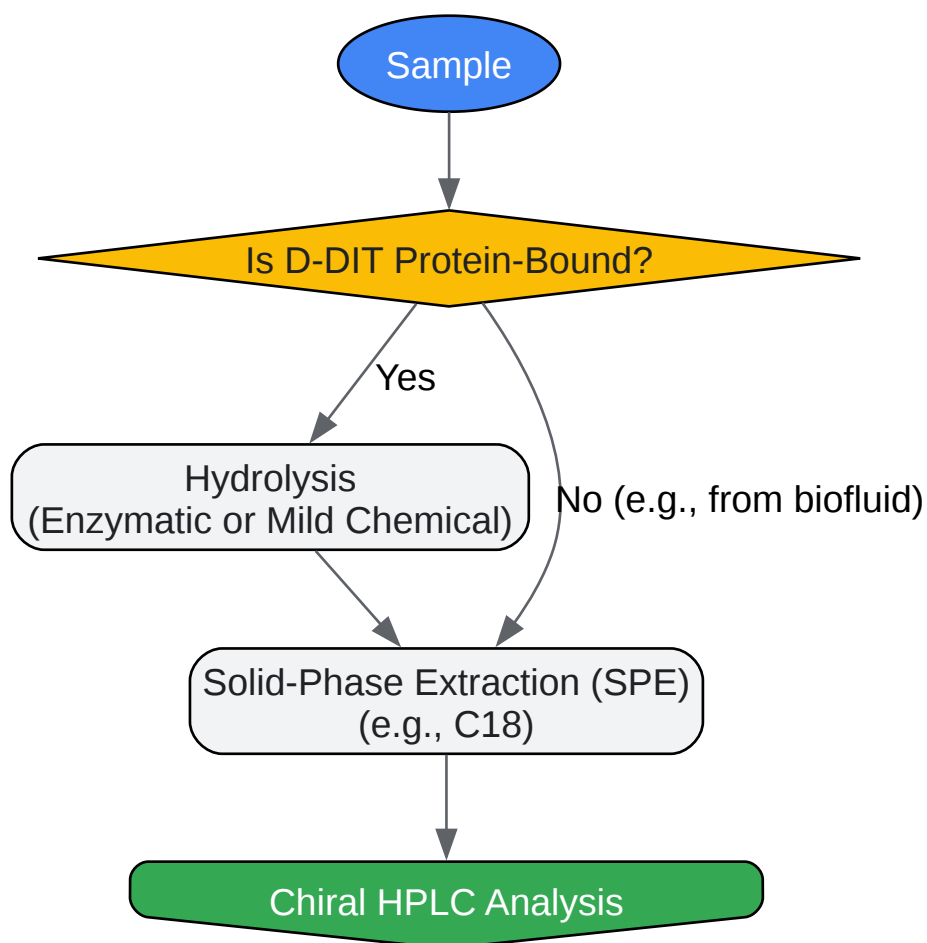 Sample
Is D-DIT Protein-Bound?
Yes
Hydrolysis
(Enzymatic or Mild Chemical)
No (e.g., from biofluid)
Solid-Phase Extraction (SPE)
(e.g., C18)
Chiral HPLC Analysis